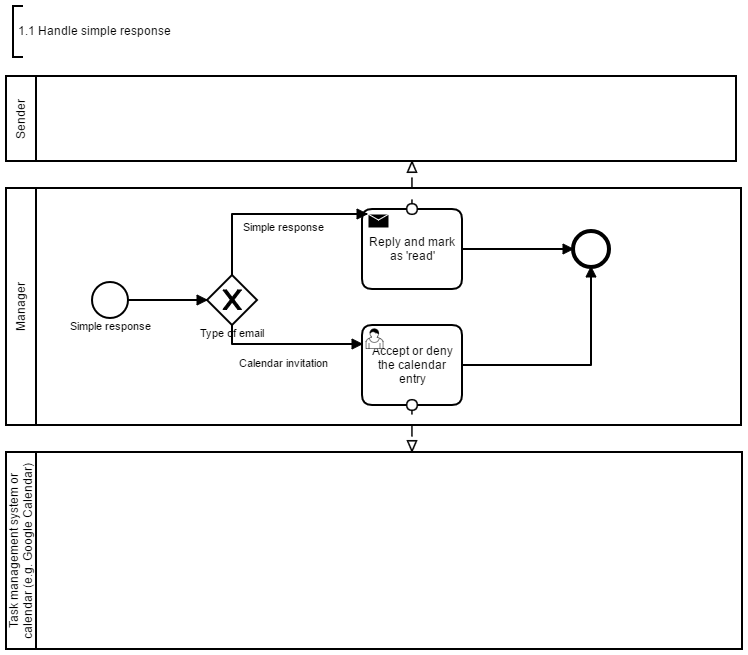 1.1 Handle simple response
Sender
Manager
Simple response
Reply and mark
as 'read'
Simple response
Type of email
Calendar invitation
Accept or deny
the calendar
entry
Task management system or
calendar (e.g. Google Calendar)